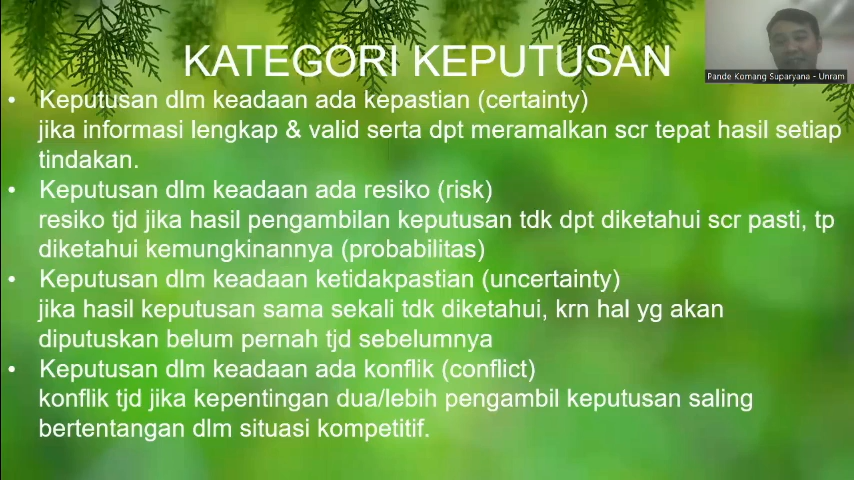 KATEGORI KEPUTUSAN
Pande Komang Suparyana - Unram
• Keputusan dlm keadaan ada kepastian (certainty)
jika informasi lengkap & valid serta dpt meramalkan scr tepat hasil setiap
tindakan.
• Keputusan dlm keadaan ada resiko (risk)
resiko tjd jika hasil pengambilan keputusan tdk dpt diketahui scr pasti, tp
diketahui kemungkinannya (probabilitas)
• Keputusan dlm keadaan ketidakpastian (uncertainty)
jika hasil keputusan sama sekali tdk diketahui, krn hal yg akan
diputuskan belum pernah tjd sebelumnya
• Keputusan dlm keadaan ada konflik (conflict)
konflik tjd jika kepentingan dua/lebih pengambil keputusan saling
bertentangan dlm situasi kompetitif.